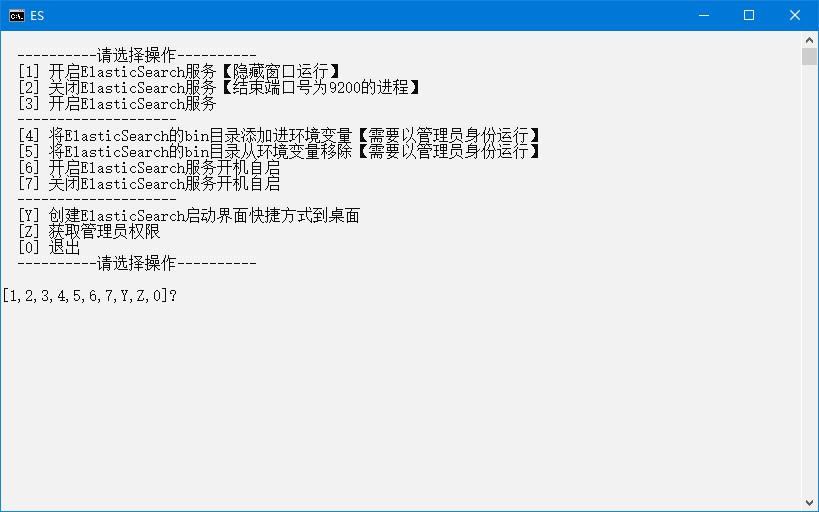 ES
----------请选择操作----------
[1] 开启ElasticSearch服务【隐藏窗口运行】
[2] 关闭ElasticSearch服务【结束端口号为9200的进程】
[3] 开启ElasticSearch服务
--------------------
[4] 将ElasticSearch的bin目录添加进环境变量【需要以管理员身份运行】
[5] 将ElasticSearch的bin目录从环境变量移除【需要以管理员身份运行】
[6] 开启ElasticSearch服务开机自启
[7] 关闭ElasticSearch服务开机自启
--------------------
[Y] 创建ElasticSearch启动界面快捷方式到桌面
[Z] 获取管理员权限
[0] 退出
----------请选择操作----------
[1,2,3,4,5,6,7,Y,Z,0]?